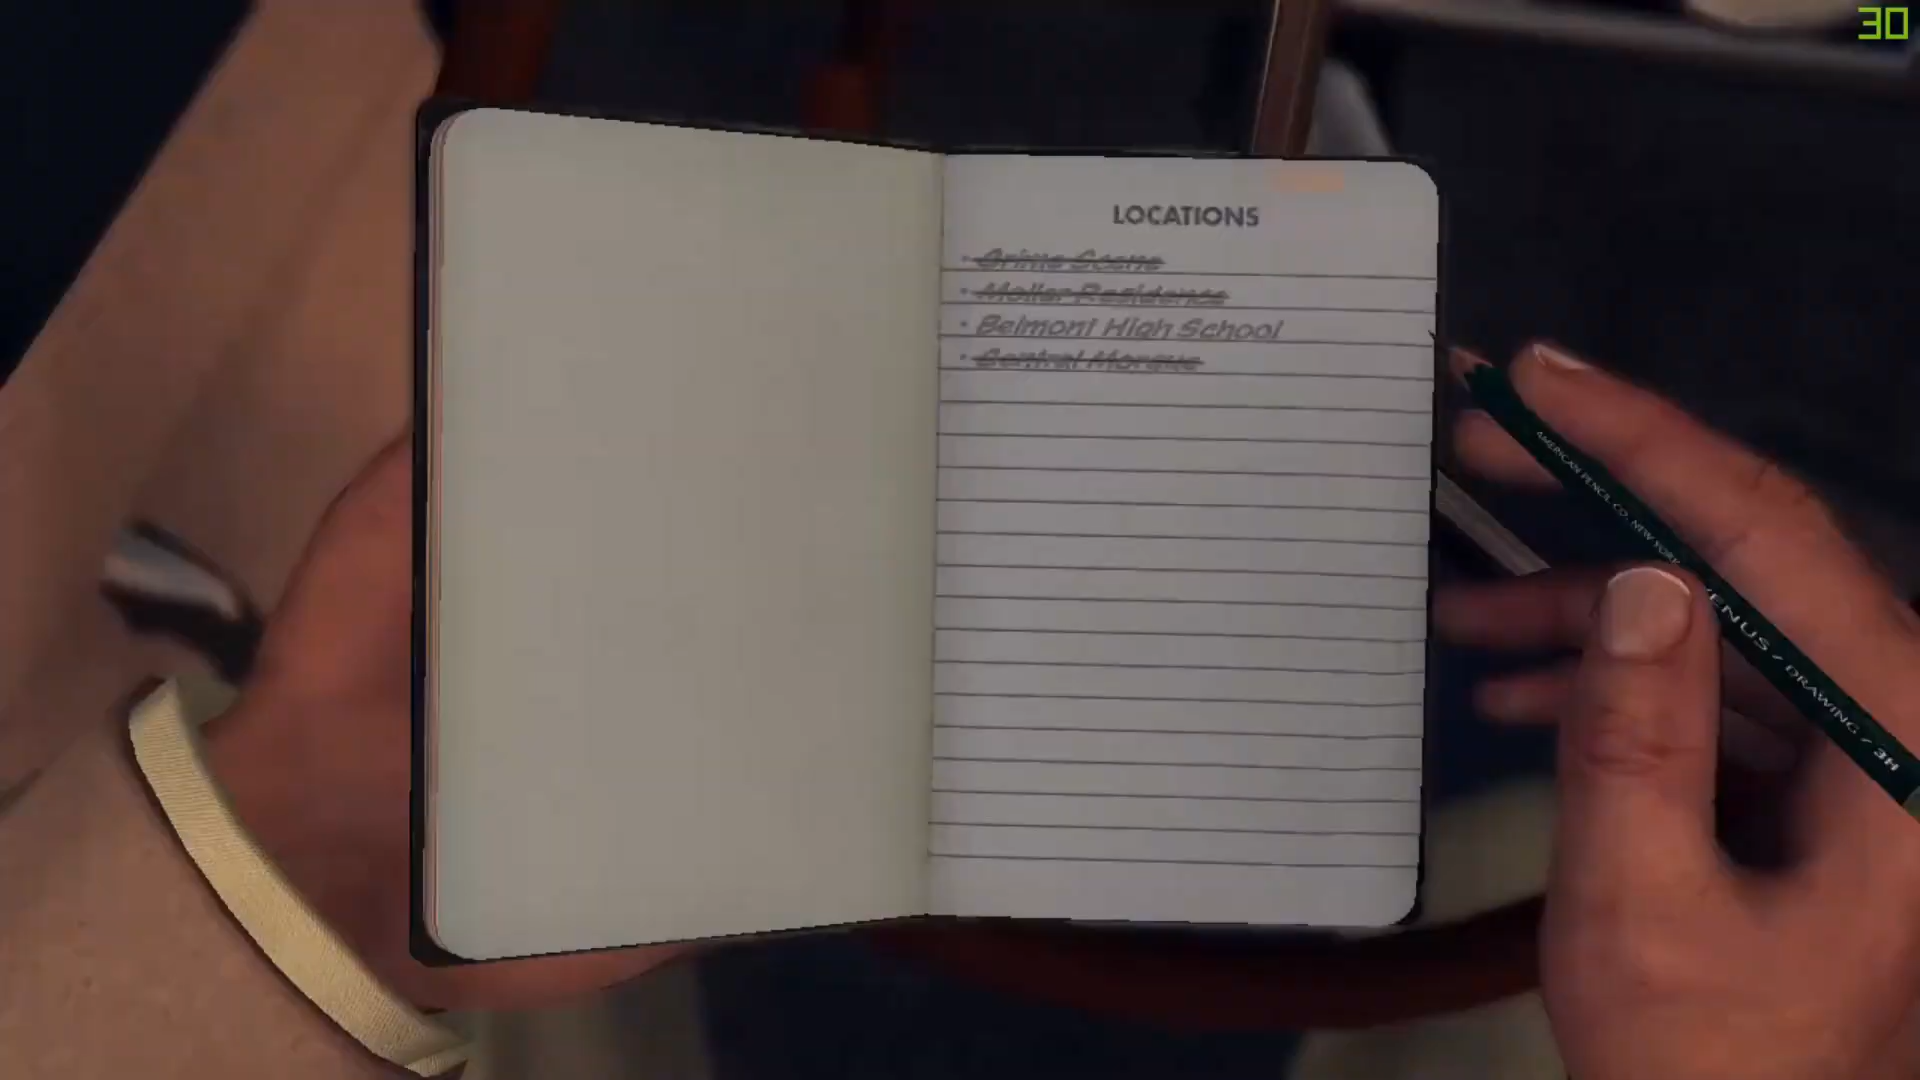 30
LOCATIONS
· Crime Scene
· Moller Residence
· Belmont High School
· Central Morgue
AMERICAN PENCIL CO. NEW YORK
VENUS / DRAWING / 3H